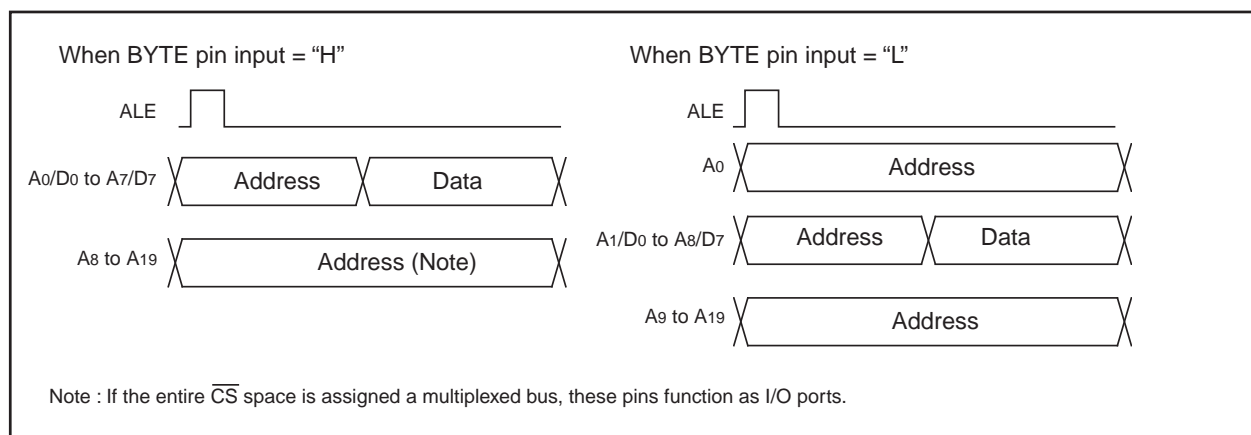 When BYTE pin input = “H”
ALE
A0/D0 to A7/D7
Address
Data
A8 to A19
Address (Note)
When BYTE pin input = “L”
ALE
A0
Address
A1/D0 to A8/D7
Address
Data
A9 to A19
Address
Note : If the entire C̅S̅ space is assigned a multiplexed bus, these pins function as I/O ports.